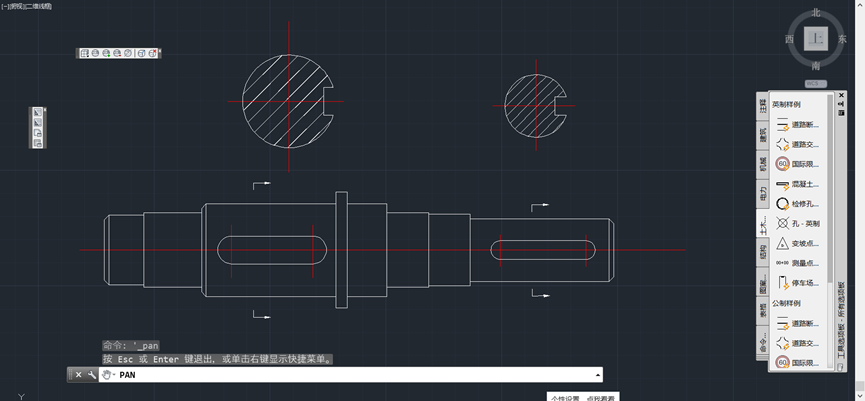 [-][俯视][二维线框]
北
西
上
东
南
WCS
注释
建筑
机械
电力
土木...
结构
图案...
表格
命令...
英制样例
道路断...
道路交...
国际限...
混凝土...
检修孔...
孔 - 英制
变坡点...
测量点...
停车场...
公制样例
道路断...
道路交...
国际限...
工具选项板 - 所有选项板
命令: '_pan
按 Esc 或 Enter 键退出, 或单击右键显示快捷菜单。
PAN
Y
个性设置，点我看看